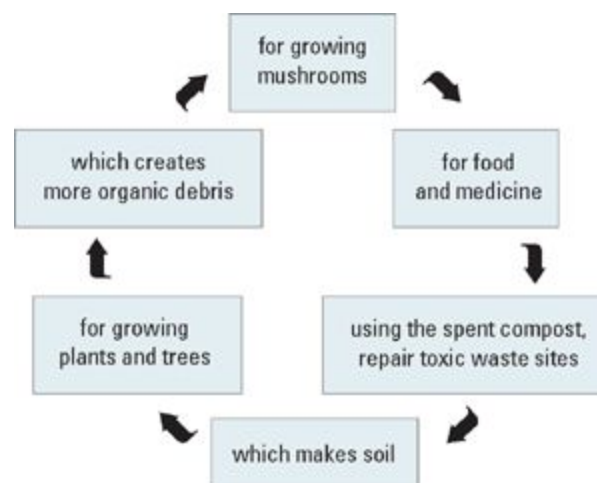 for growing
mushrooms
for food
and medicine
using the spent compost,
repair toxic waste sites
which makes soil
for growing
plants and trees
which creates
more organic debris